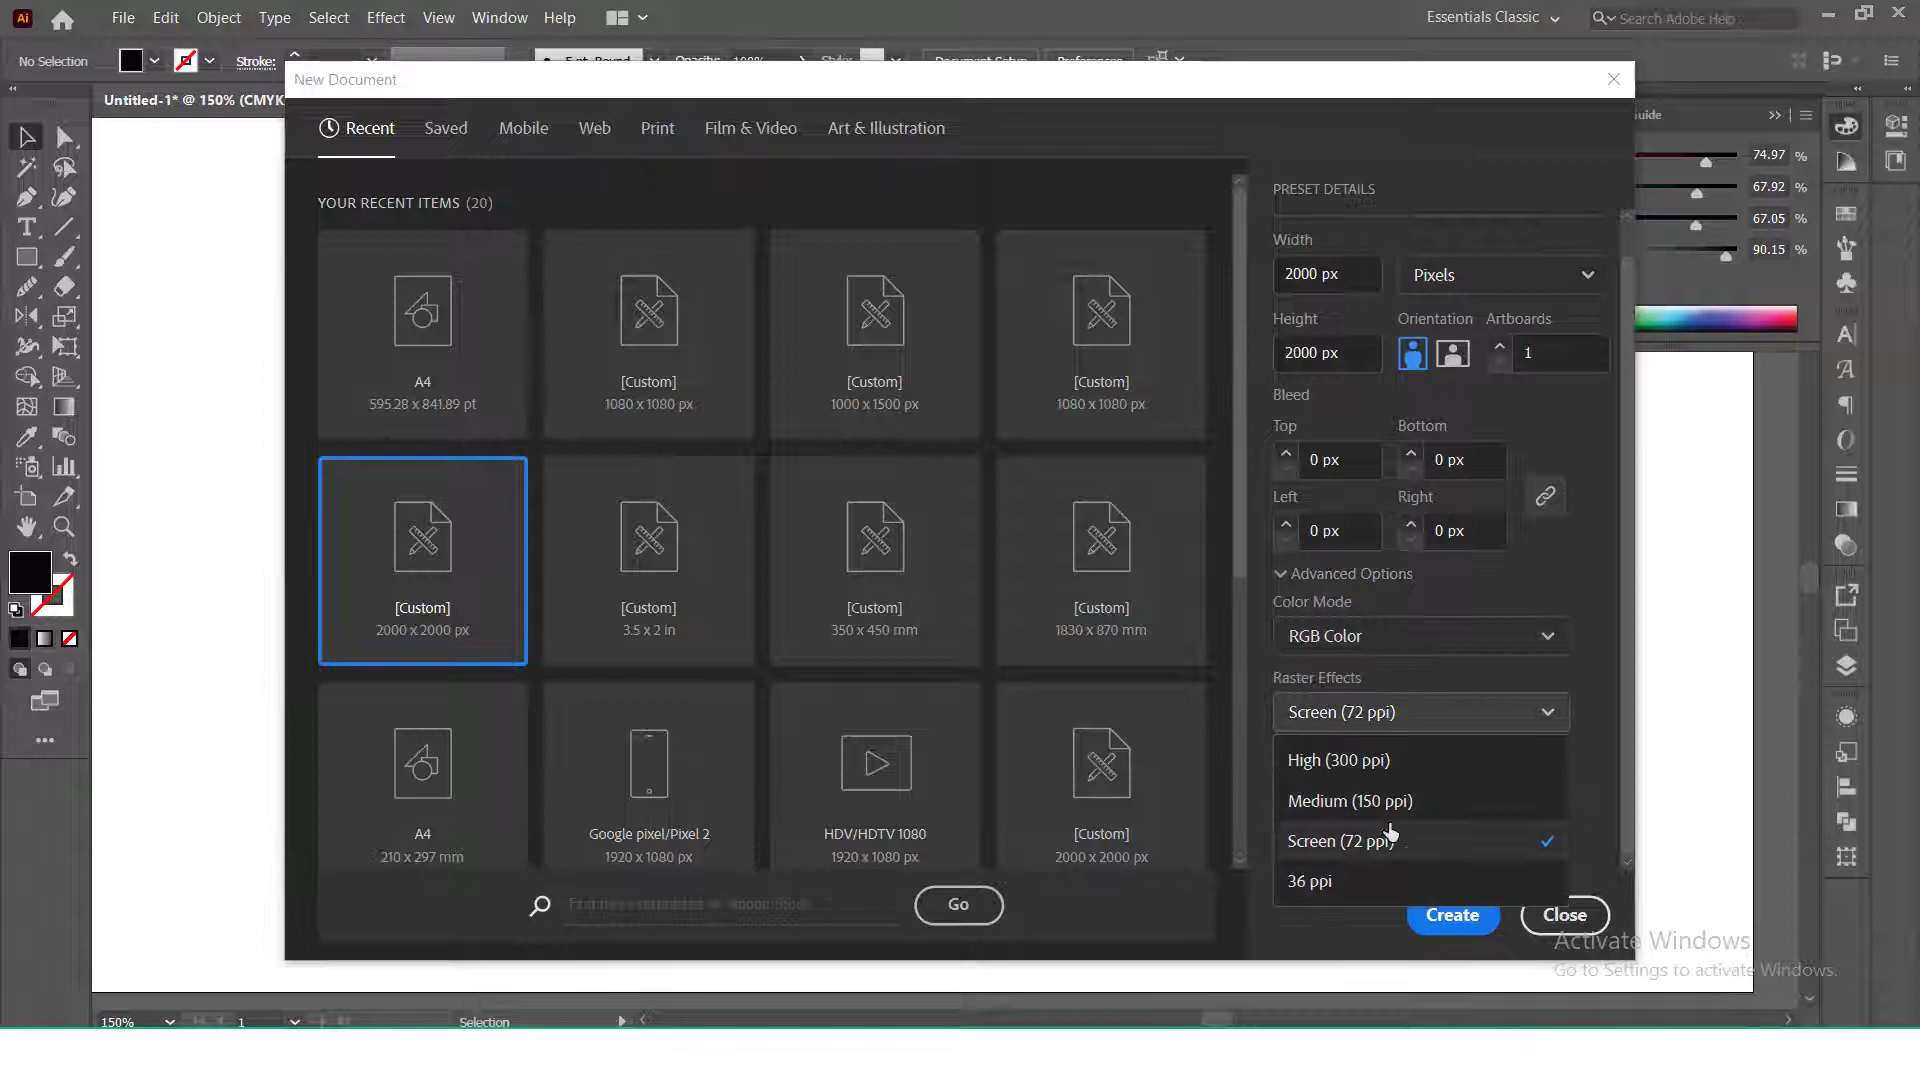 Ai File Edit Object Type Select Effect View Window Help Essentials Classic Search Adobe Help
No Selection Stroke: Opacity: 100% Style: Document Setup Preferences
New Document
Untitled-1* @ 150% (CMYK
Recent Saved Mobile Web Print Film & Video Art & Illustration
uide
74.97 %
67.92 %
67.05 %
90.15 %
YOUR RECENT ITEMS (20)
A4
595.28 x 841.89 pt
[Custom]
1080 x 1080 px
[Custom]
1000 x 1500 px
[Custom]
1080 x 1080 px
[Custom]
2000 x 2000 px
[Custom]
3.5 x 2 in
[Custom]
350 x 450 mm
[Custom]
1830 x 870 mm
A4
210 x 297 mm
Google pixel/Pixel 2
1920 x 1080 px
HDV/HDTV 1080
1920 x 1080 px
[Custom]
2000 x 2000 px
Go
PRESET DETAILS
Width
2000 px Pixels
Height Orientation Artboards
2000 px 1
Bleed
Top Bottom
0 px 0 px
Left Right
0 px 0 px
Advanced Options
Color Mode
RGB Color
Raster Effects
Screen (72 ppi)
High (300 ppi)
Medium (150 ppi)
Screen (72 ppi)
36 ppi
Create Close
Activate Windows
Go to Settings to activate Windows.
150% 1 Selection